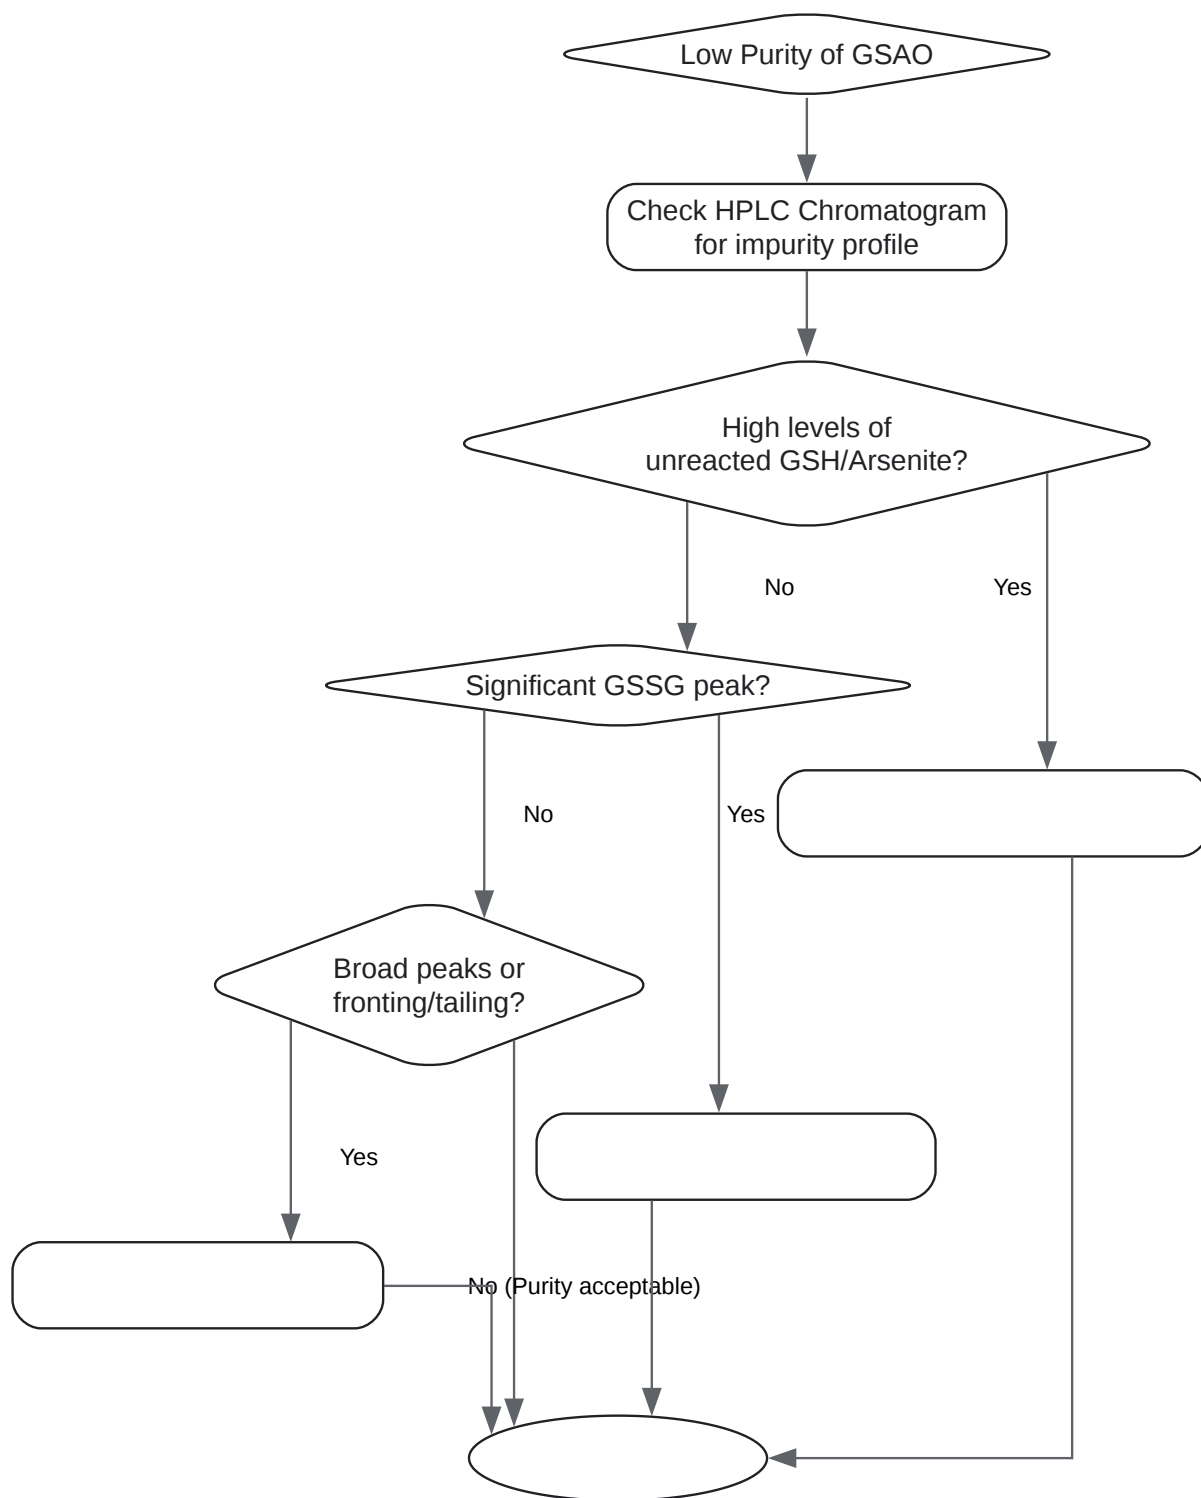 Low Purity of GSAO
Check HPLC Chromatogram
for impurity profile
High levels of
unreacted GSH/Arsenite?
No
Yes
Significant GSSG peak?
No
Yes
Broad peaks or
fronting/tailing?
Yes
No (Purity acceptable)